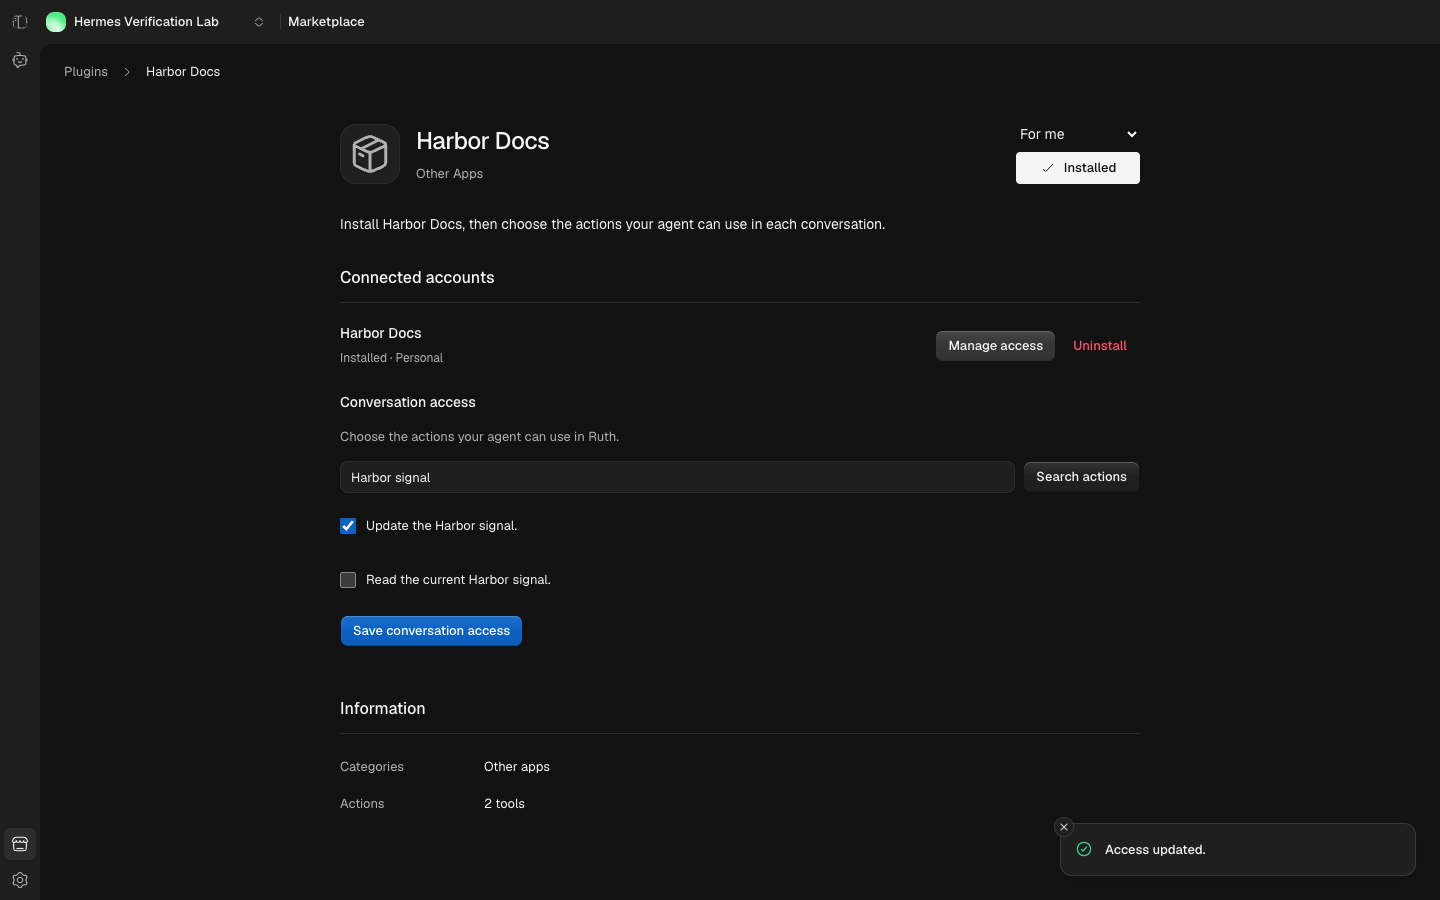 Hermes Verification Lab
Marketplace
Plugins
Harbor Docs
Harbor Docs
Other Apps
For me
Installed
Install Harbor Docs, then choose the actions your agent can use in each conversation.
Connected accounts
Harbor Docs
Installed · Personal
Manage access
Uninstall
Conversation access
Choose the actions your agent can use in Ruth.
Harbor signal
Search actions
Update the Harbor signal.
Read the current Harbor signal.
Save conversation access
Information
Categories
Other apps
Actions
2 tools
Access updated.